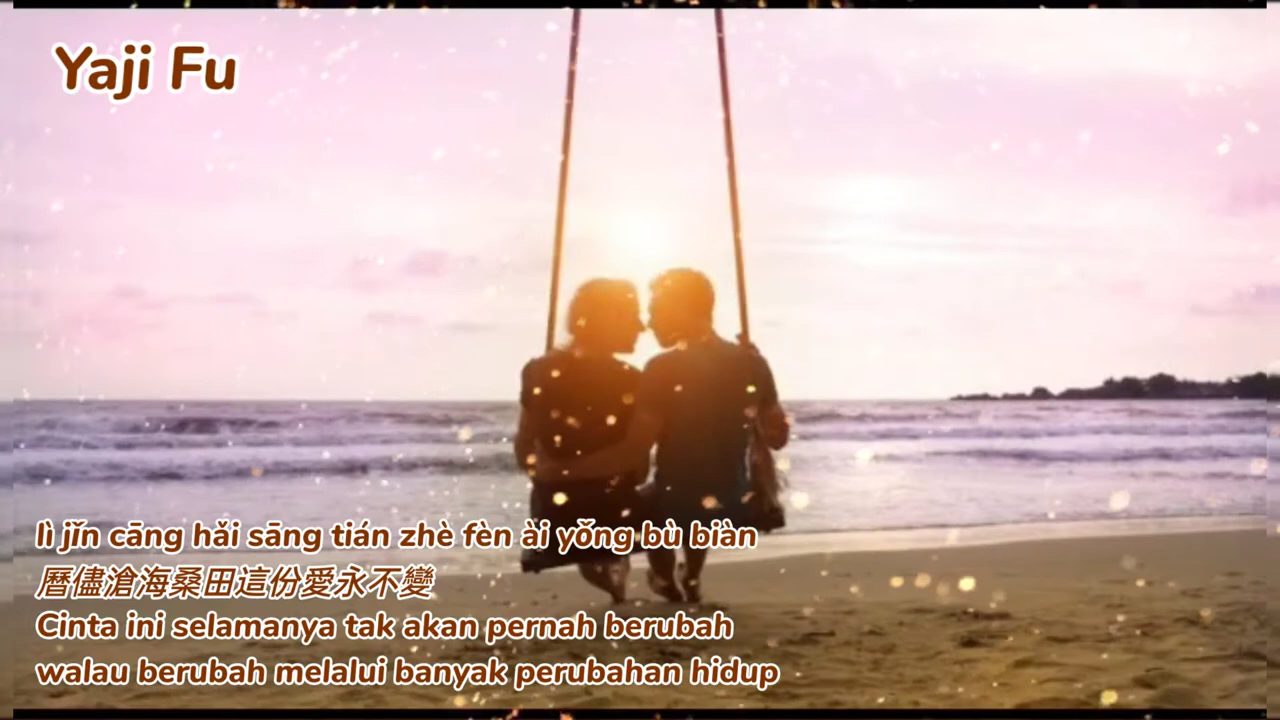 Yaji Fu
lì jǐn cāng hǎi sāng tián zhè fèn ài yǒng bù biàn
曆儘滄海桑田這份愛永不變
Cinta ini selamanya tak akan pernah berubah
walau berubah melalui banyak perubahan hidup